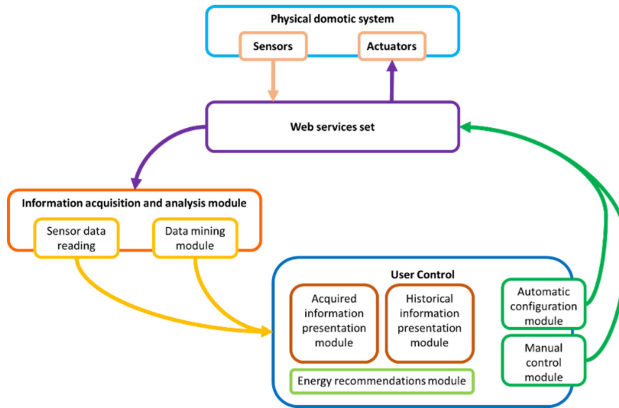 Physical domotic system
Sensors
Actuators
Web services set
Information acquisition and analysis module
Sensor data
reading
Data mining
module
User Control
Acquired
information
presentation
module
Historical
information
presentation
module
Automatic
configuration
module
Manual
control
module
Energy recommendations module